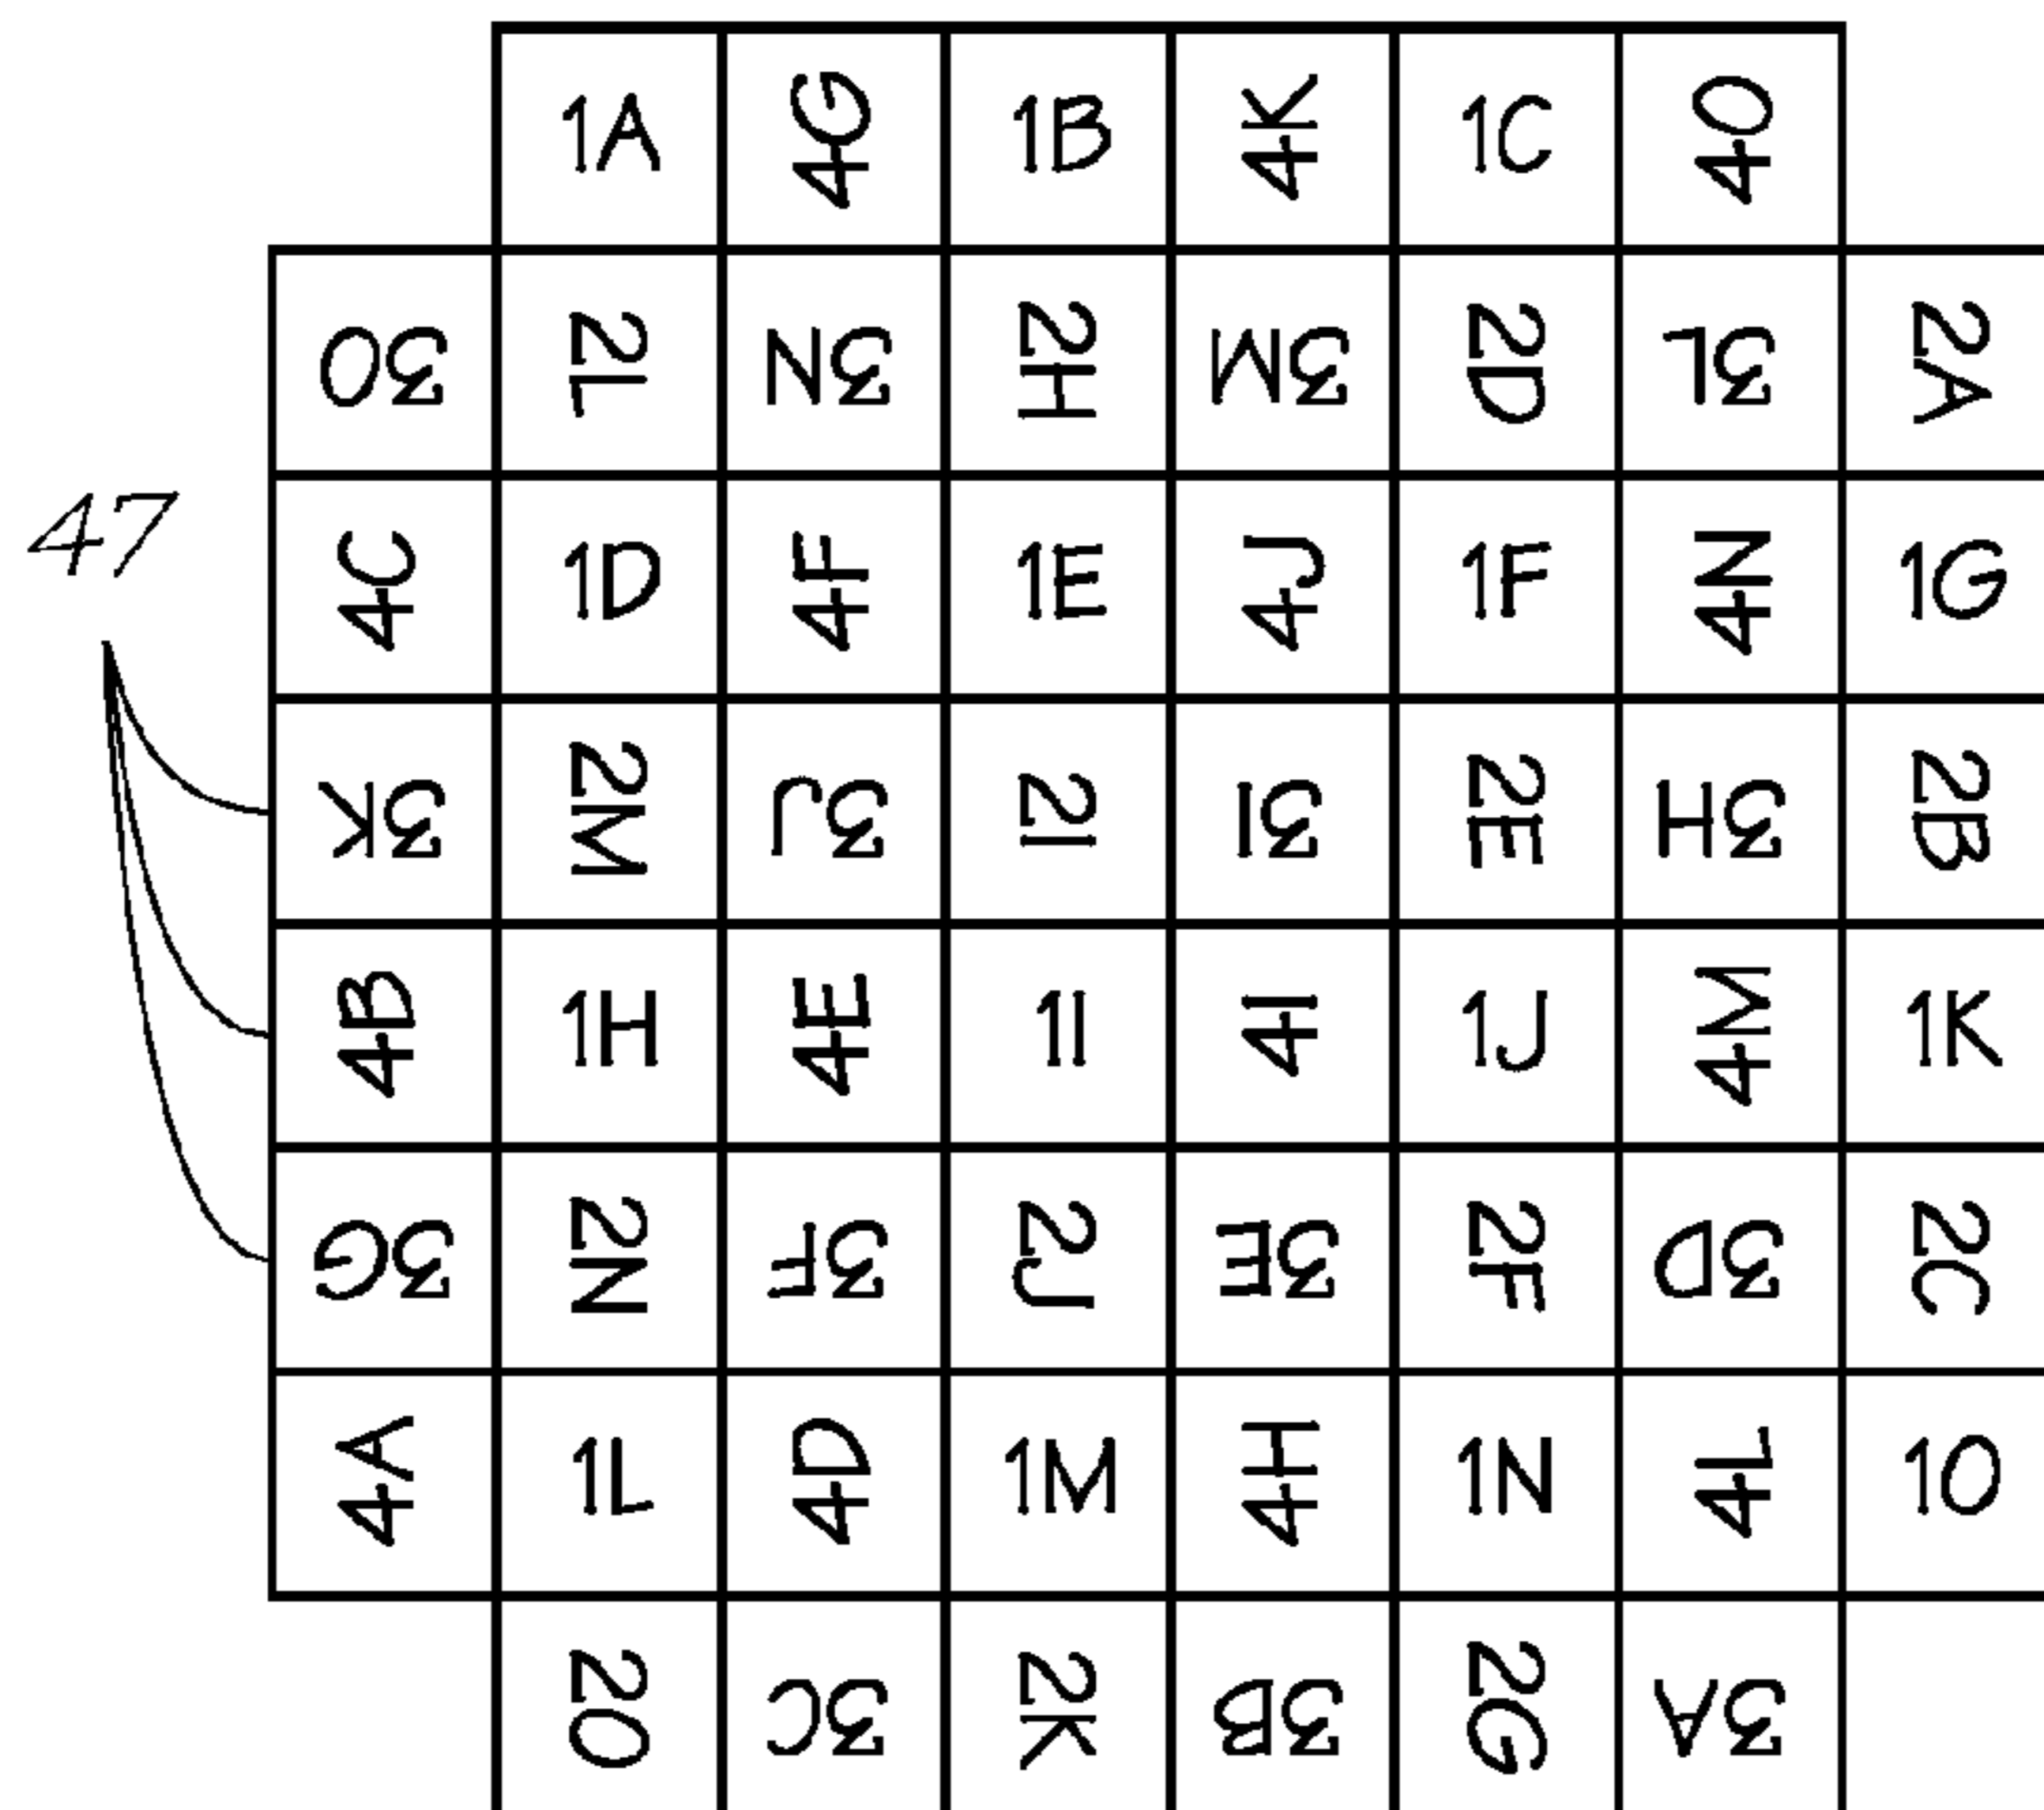 1A 4G 1B 4K 1C 4O
3O 2L 3N 2H 3M 2D 3L 2A
47
4C 1D 4F 1E 4J 1F 4N 1G
3K 2M 3J 2I 3I 2E 3H 2B
4B 1H 4E 1I 4I 1J 4M 1K
3G 2N 3F 2J 3E 2F 3D 2C
4A 1L 4D 1M 4H 1N 4L 1O
2O 3C 2K 3B 2G 3A